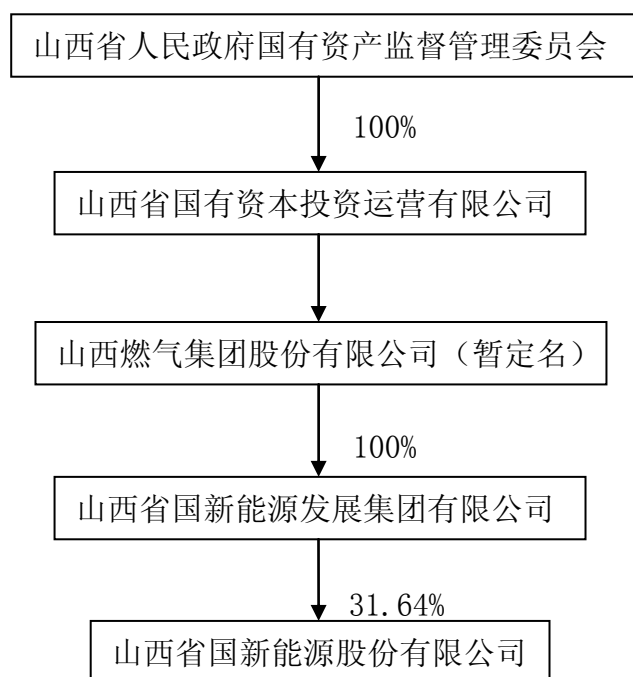 山西省人民政府国有资产监督管理委员会
100%
山西省国有资本投资运营有限公司
山西燃气集团股份有限公司（暂定名）
100%
山西省国新能源发展集团有限公司
31.64%
山西省国新能源股份有限公司